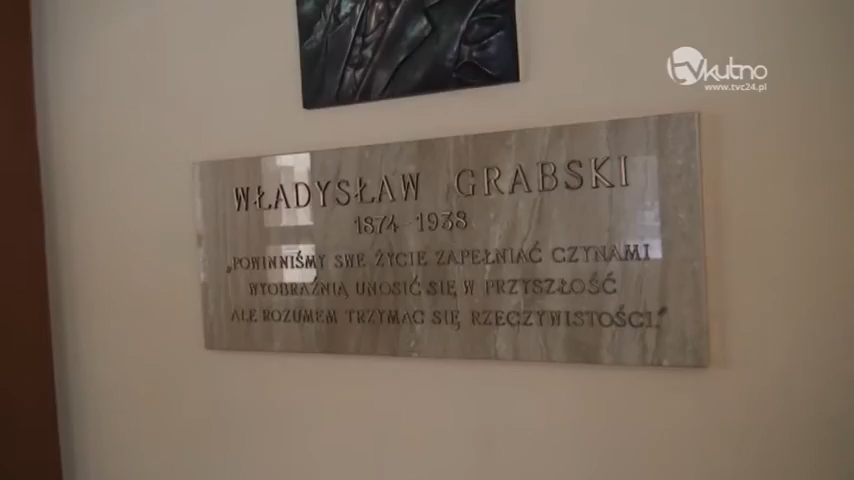 tvkutno
www.tvc24.pl
WŁADYSŁAW GRABSKI
1874-1938
„POWINNIŚMY SWE ŻYCIE ZAPEŁNIAĆ CZYNAMI
WYOBRAŹNIĄ UNOSIĆ SIĘ W PRZYSZŁOŚĆ
ALE ROZUMEM TRZYMAĆ SIĘ RZECZYWISTOŚCI."